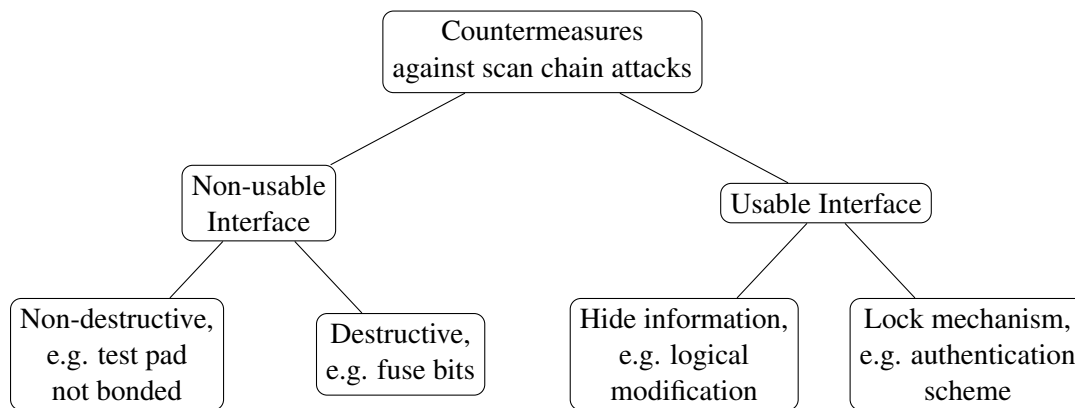 Countermeasures
against scan chain attacks
Non-usable
Interface
Usable Interface
Non-destructive,
e.g. test pad
not bonded
Destructive,
e.g. fuse bits
Hide information,
e.g. logical
modification
Lock mechanism,
e.g. authentication
scheme